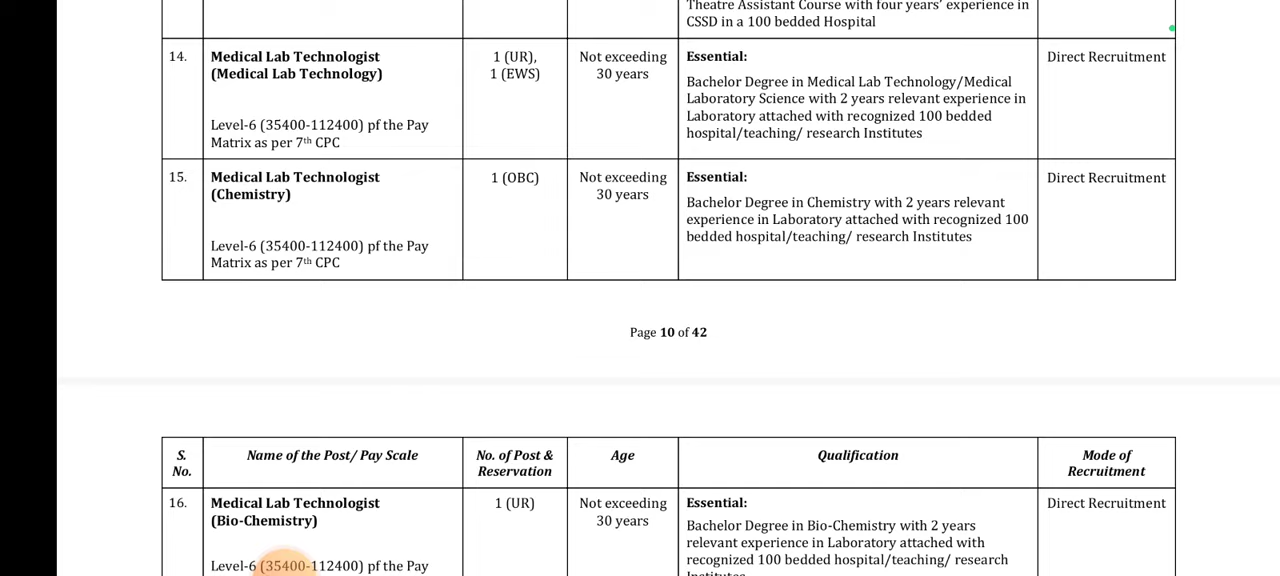 Theatre Assistant Course with four years' experience in
CSSD in a 100 bedded Hospital
14.
Medical Lab Technologist
(Medical Lab Technology)
Level-6 (35400-112400) pf the Pay
Matrix as per 7th CPC
1 (UR),
1 (EWS)
Not exceeding
30 years
Essential:
Bachelor Degree in Medical Lab Technology/Medical
Laboratory Science with 2 years relevant experience in
Laboratory attached with recognized 100 bedded
hospital/teaching/ research Institutes
Direct Recruitment
15.
Medical Lab Technologist
(Chemistry)
Level-6 (35400-112400) pf the Pay
Matrix as per 7th CPC
1 (OBC)
Not exceeding
30 years
Essential:
Bachelor Degree in Chemistry with 2 years relevant
experience in Laboratory attached with recognized 100
bedded hospital/teaching/ research Institutes
Direct Recruitment
Page 10 of 42
S.
No.
Name of the Post/ Pay Scale
No. of Post &
Reservation
Age
Qualification
Mode of
Recruitment
16.
Medical Lab Technologist
(Bio-Chemistry)
Level-6 (35400-112400) pf the Pay
1 (UR)
Not exceeding
30 years
Essential:
Bachelor Degree in Bio-Chemistry with 2 years
relevant experience in Laboratory attached with
recognized 100 bedded hospital/teaching/ research
Institutes
Direct Recruitment